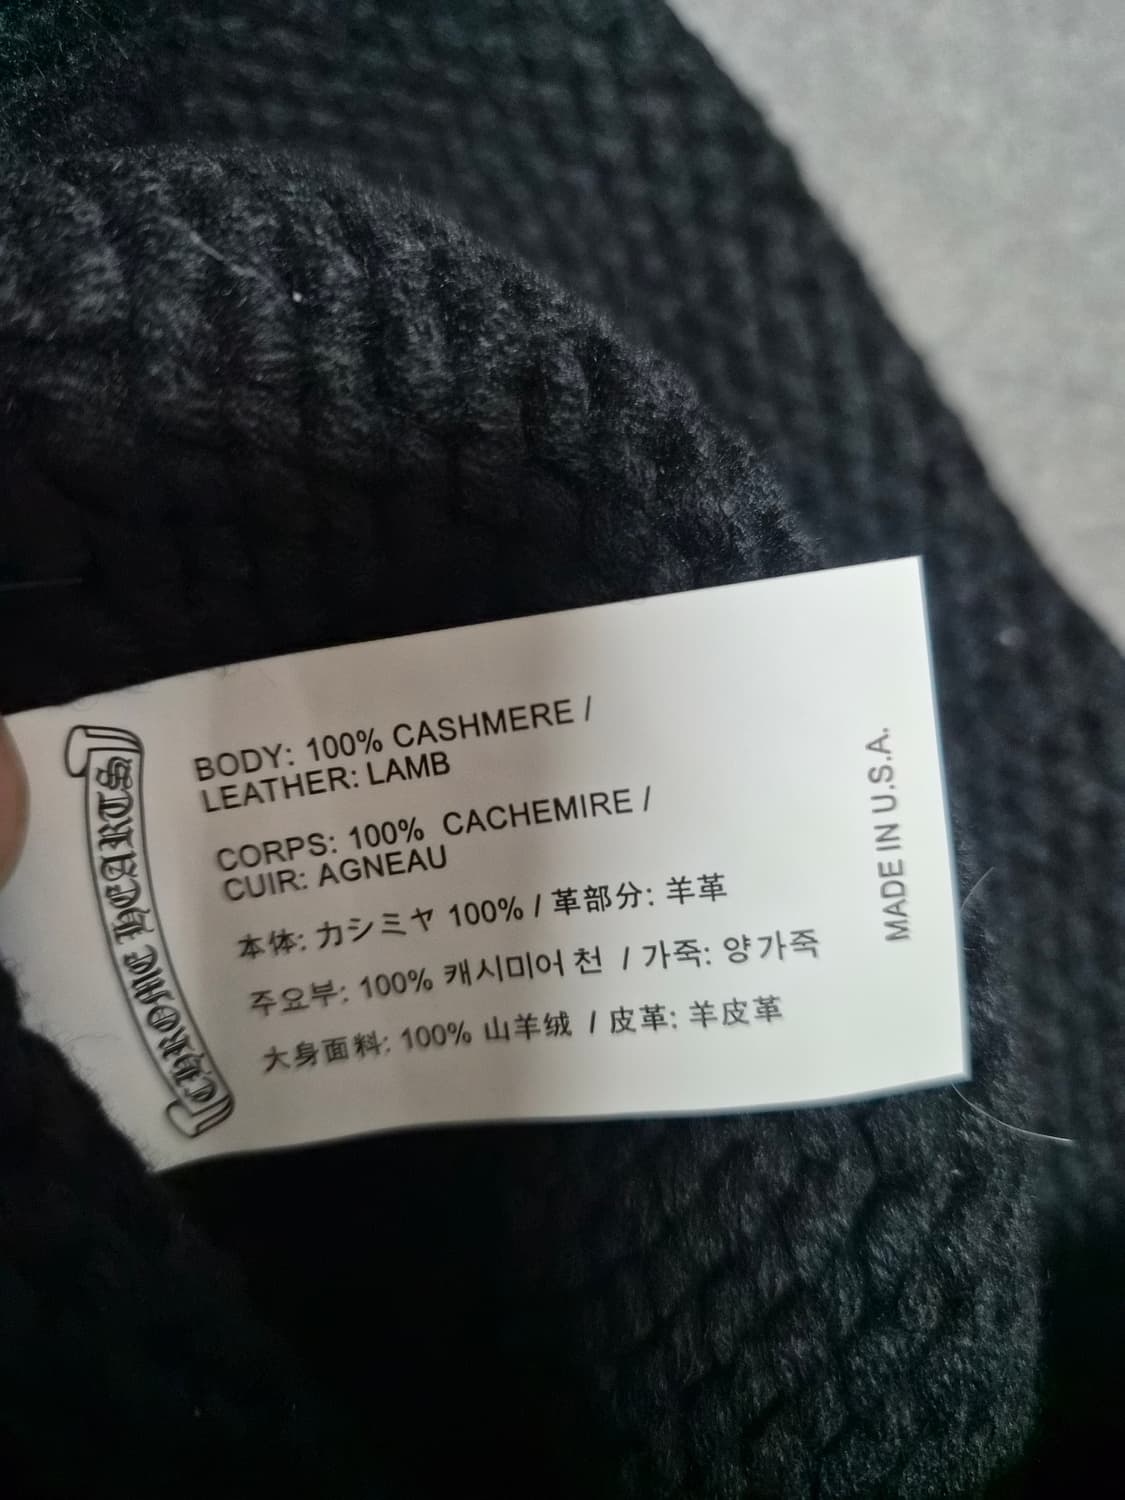 CHROME HEARTS
BODY: 100% CASHMERE /
LEATHER: LAMB
CORPS: 100% CACHEMIRE /
CUIR: AGNEAU
本体: カシミヤ 100% / 革部分: 羊革
주요부: 100% 캐시미어 천 / 가죽: 양가죽
大身面料: 100% 山羊绒 / 皮革: 羊皮革
MADE IN U.S.A.